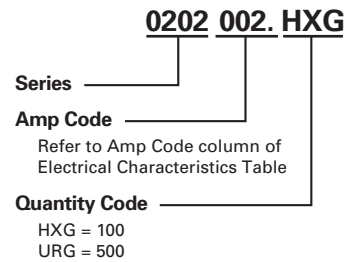 0202 002. HXG
Series
Amp Code
Refer to Amp Code column of
Electrical Characteristics Table
Quantity Code
HXG = 100
URG = 500